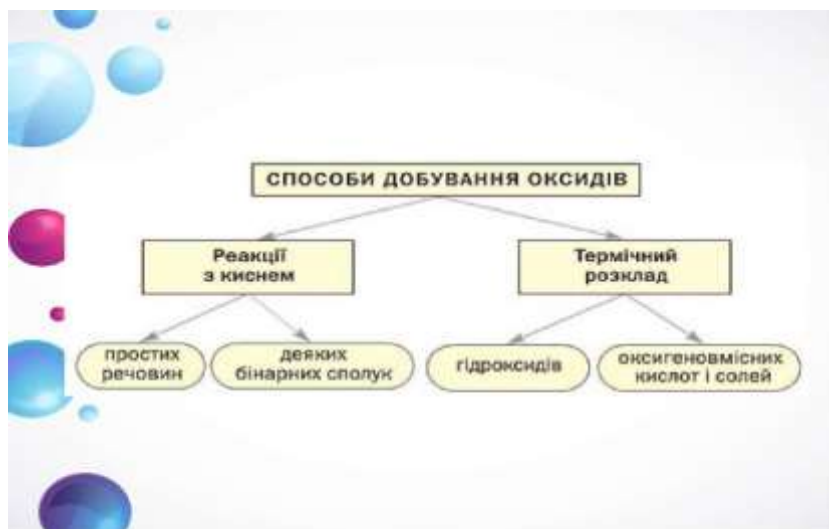 СПОСОБИ ДОБУВАННЯ ОКСИДІВ
Реакції
з киснем
Термічний
розклад
простих
речовин
деяких
бінарних сполук
гідроксидів
оксигеновмісних
кислот і солей